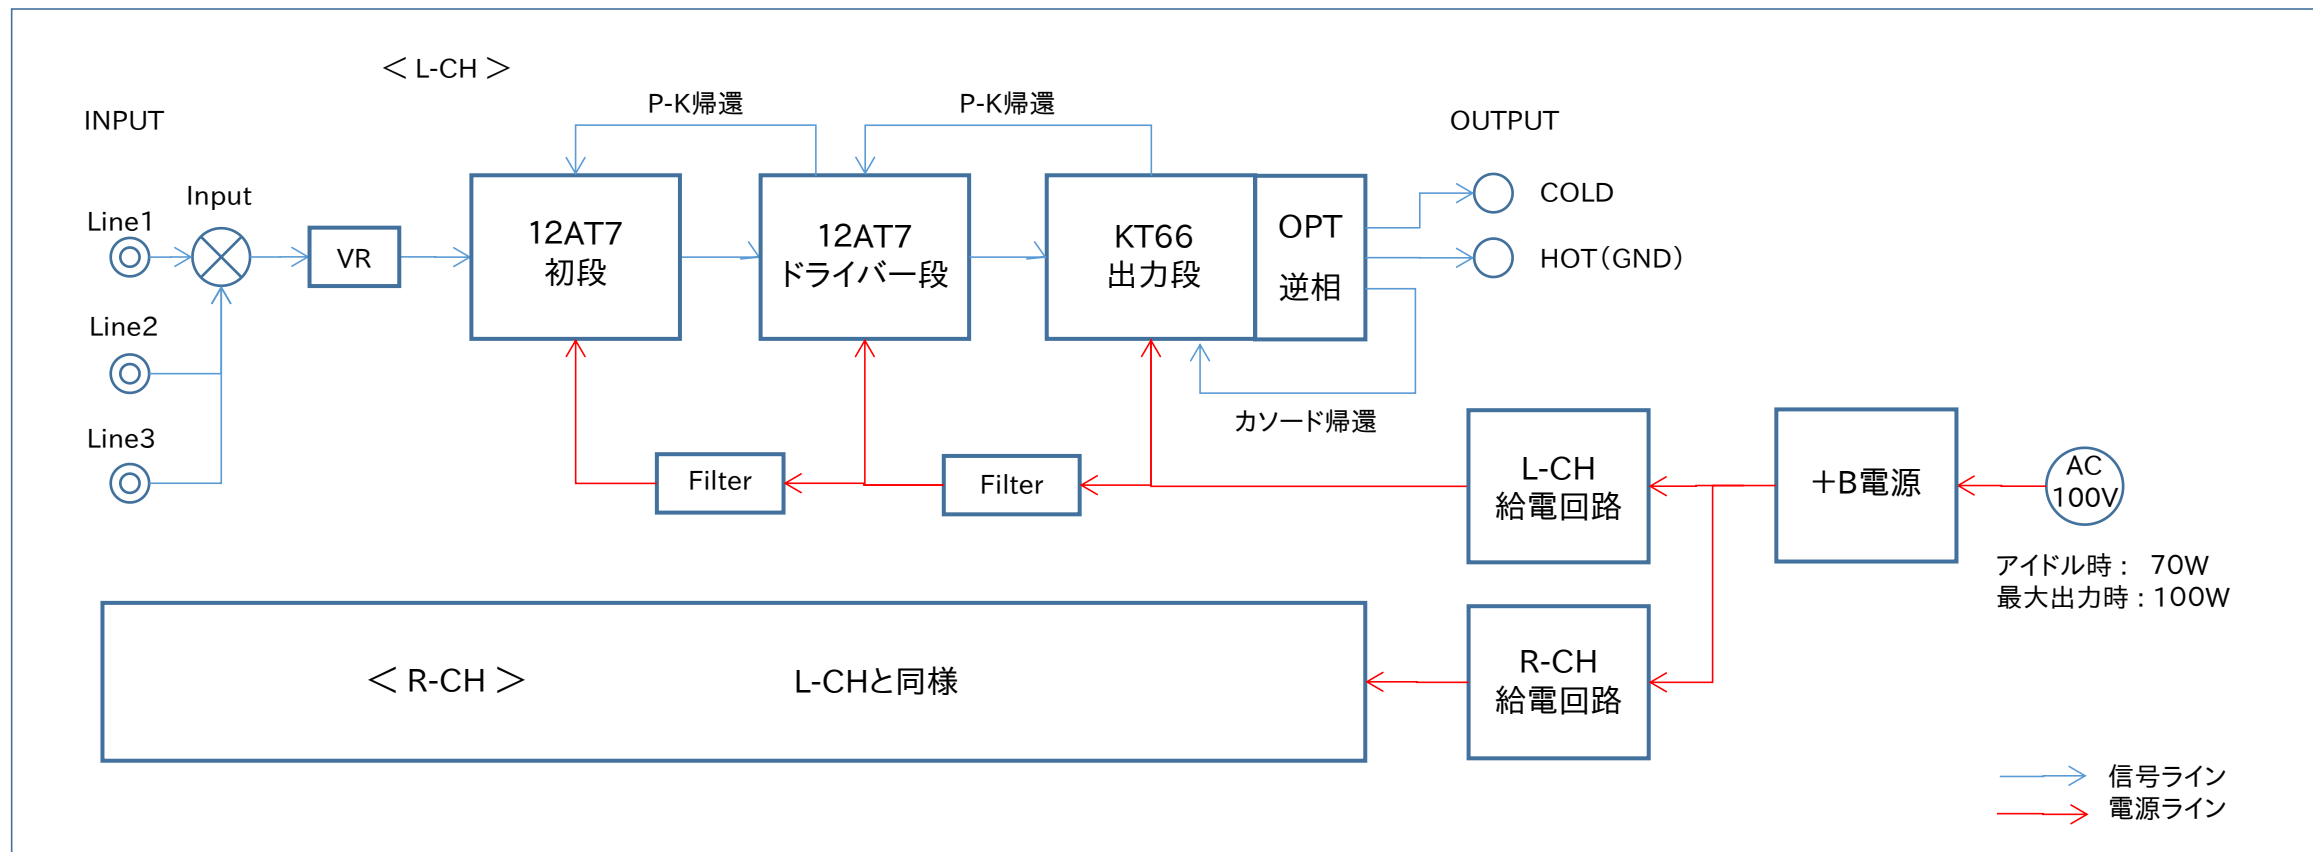 ＜ L-CH ＞
P-K帰還
P-K帰還
INPUT
OUTPUT
Input
Line1
COLD
VR
12AT7
初段
12AT7
ドライバー段
KT66
出力段
OPT
逆相
HOT（GND）
Line2
カソード帰還
Line3
Filter
Filter
L-CH
給電回路
＋B電源
AC
100V
アイドル時： 70W
最大出力時：100W
＜ R-CH ＞
L-CHと同様
R-CH
給電回路
信号ライン
電源ライン